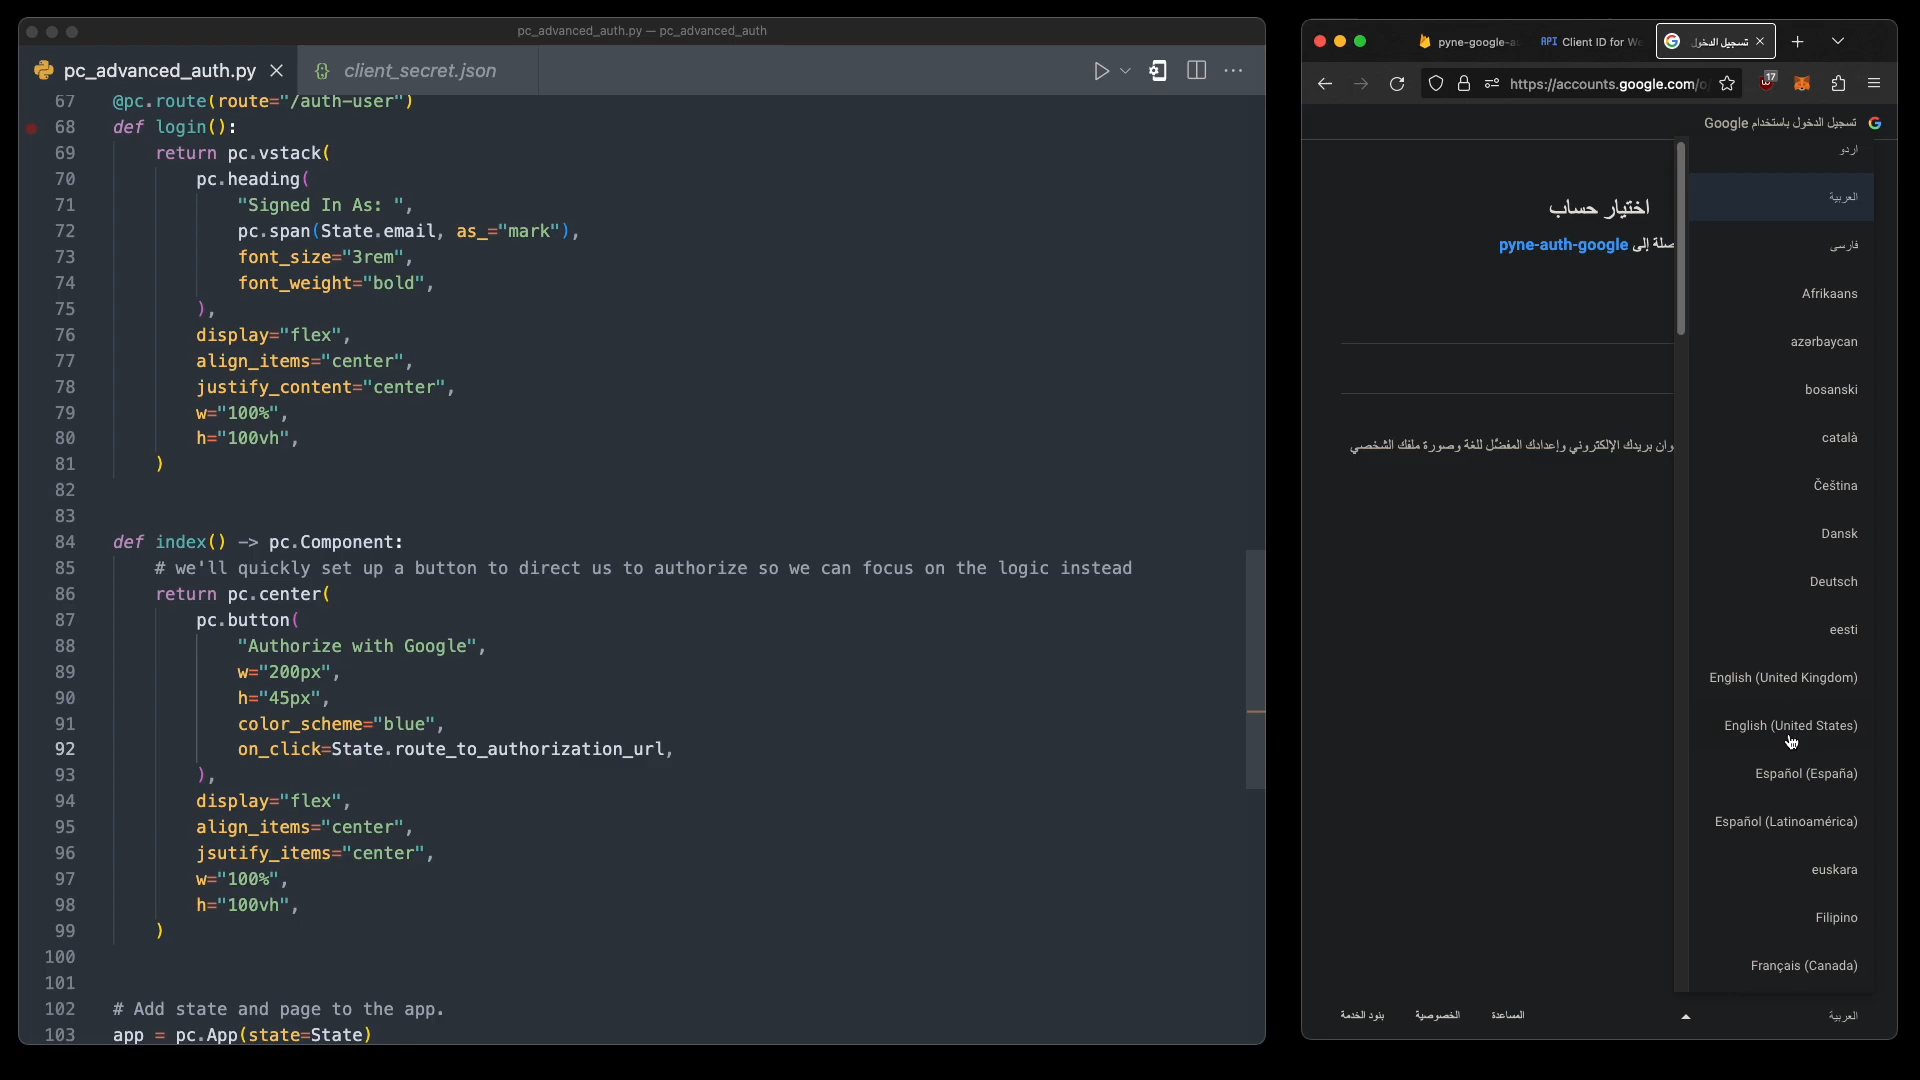 pc_advanced_auth.py — pc_advanced_auth
pc_advanced_auth.py
client_secret.json
67 @pc.route(route="/auth-user")
68 def login():
69 return pc.vstack(
70 pc.heading(
71 "Signed In As: ",
72 pc.span(State.email, as_="mark"),
73 font_size="3rem",
74 font_weight="bold",
75 ),
76 display="flex",
77 align_items="center",
78 justify_content="center",
79 w="100%",
80 h="100vh",
81 )
82
83
84 def index() -> pc.Component:
85 # we'll quickly set up a button to direct us to authorize so we can focus on the logic instead
86 return pc.center(
87 pc.button(
88 "Authorize with Google",
89 w="200px",
90 h="45px",
91 color_scheme="blue",
92 on_click=State.route_to_authorization_url,
93 ),
94 display="flex",
95 align_items="center",
96 jsutify_items="center",
97 w="100%",
98 h="100vh",
99 )
100
101
102 # Add state and page to the app.
103 app = pc.App(state=State)
pyne-google-a
API Client ID for W
تسجيل الدخول
https://accounts.google.com/o
17
تسجيل الدخول باستخدام Google
اختيار حساب
صلة إلى pyne-auth-google
وان بريدك الإلكتروني وإعدادك المفضَّل للغة وصورة ملفك الشخصي
اردو
العربية
فارسی
Afrikaans
azərbaycan
bosanski
català
Čeština
Dansk
Deutsch
eesti
English (United Kingdom)
English (United States)
Español (España)
Español (Latinoamérica)
euskara
Filipino
Français (Canada)
العربية
المساعدة
الخصوصية
بنود الخدمة